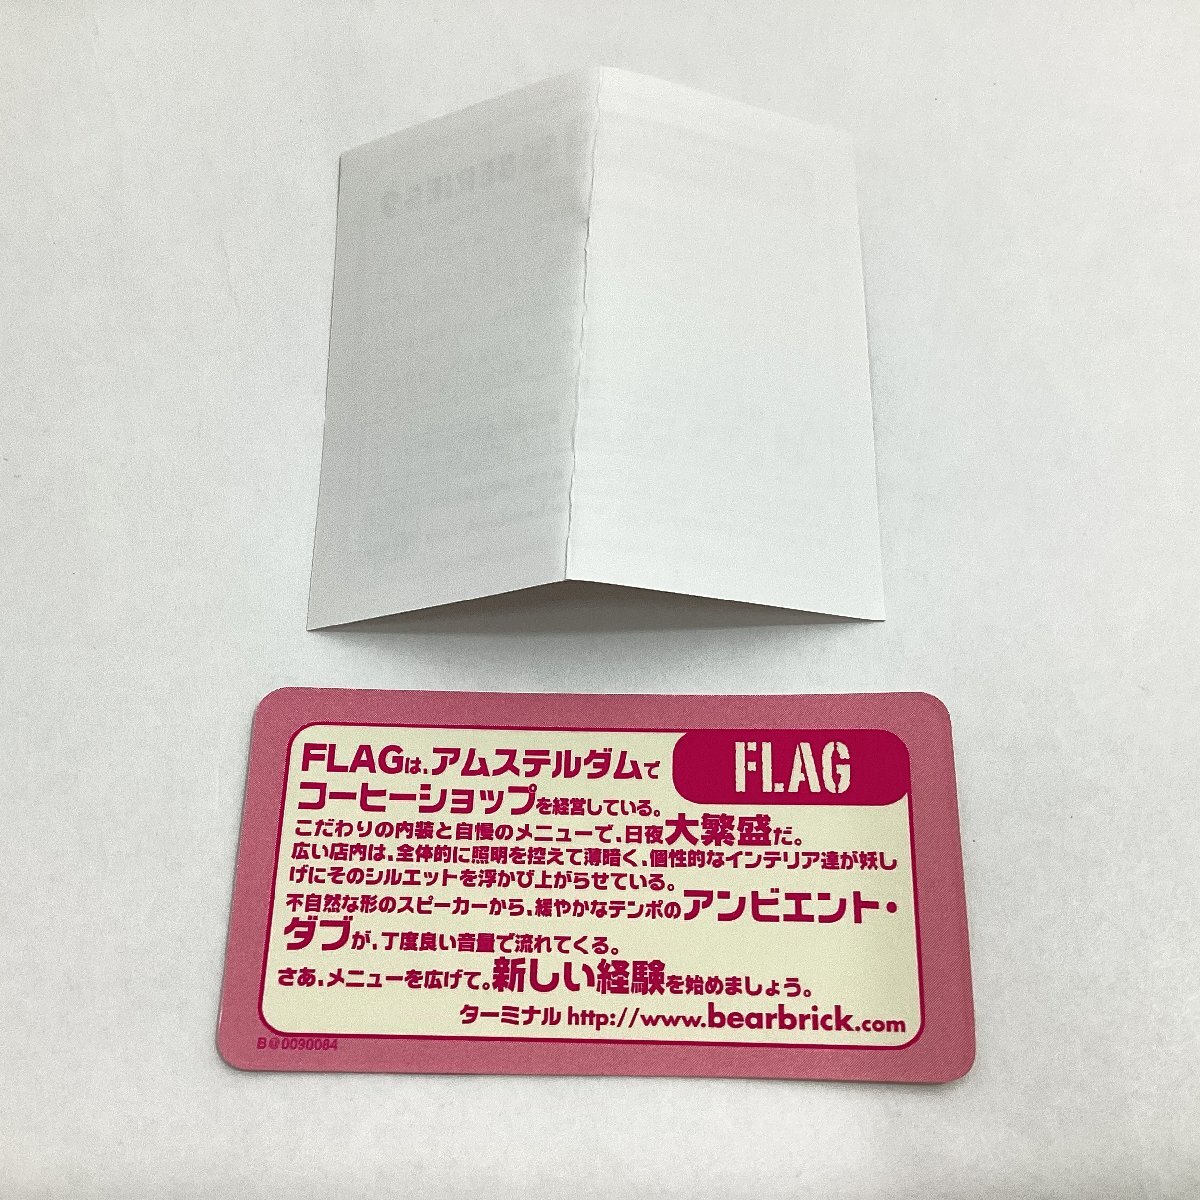 FLAG
FLAGは、アムステルダムで
コーヒーショップを経営している。
こだわりの内装と自慢のメニューで、日夜大繁盛だ。
広い店内は、全体的に照明を控えて薄暗く、個性的なインテリア達が妖し
げにそのシルエットを浮かび上がらせている。
不自然な形のスピーカーから、緩やかなテンポのアンビエント・
ダブが、丁度良い音量で流れてくる。
さあ、メニューを広げて。新しい経験を始めましょう。
ターミナル http://www.bearbrick.com
B@0090084